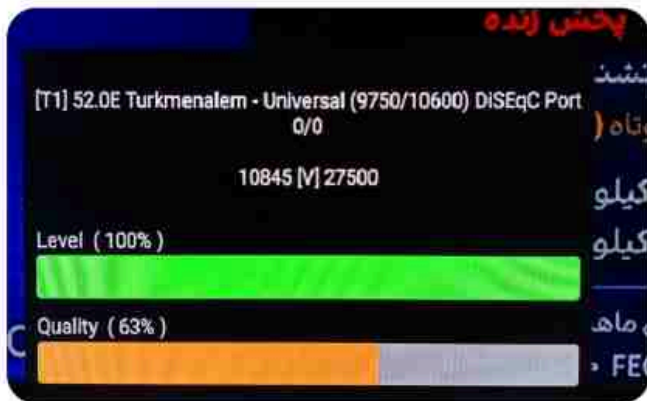 پخش زنده
[T1] 52.0E Turkmenalem - Universal (9750/10600) DiSEqC Port
0/0
10845 [V] 27500
کیلو
Level ( 100% )
کیلو
Quality ( 63% )
FEC